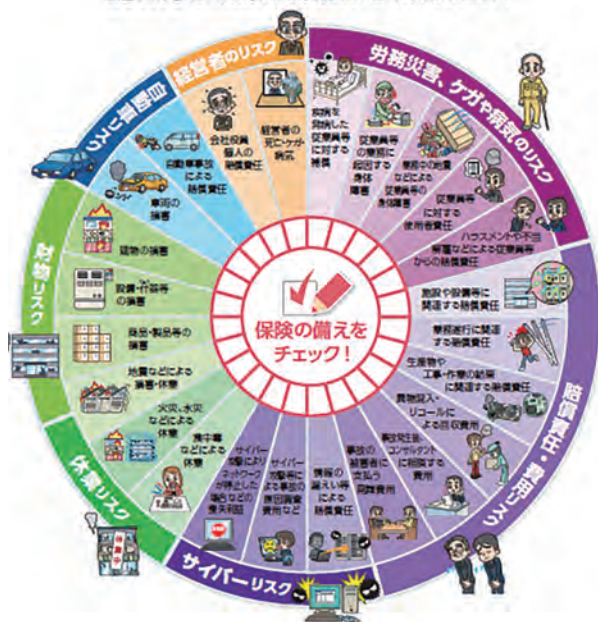 経営者のリスク
会社役員
個人の
賠償責任
経営者の
死亡・ケガ・
病気
労務災害、ケガや病気のリスク
疾病を
発病した
従業員等
に対する
補償
従業員等
の業務に
起因する
身体
障害
業務中の地震
などによる
従業員等の
身体障害
従業員等
に対する
使用者責任
ハラスメントや不当
解雇などによる従業員等
からの賠償責任
賠償責任・費用リスク
施設や設備等に
関連する賠償責任
業務遂行に関連
する賠償責任
生産物や
工事・作業の結果
に関連する賠償責任
異物混入・
リコールに
よる回収費用
事故発生後、
コンサルタント
に相談する
費用
事故の
被害者に
支払う
見舞費用
サイバーリスク
情報の
漏えい等
による
賠償責任
サイバー
攻撃等に
よる事故の
原因調査
費用など
サイバー
攻撃により
ネットワーク
が停止した
場合などの
喪失利益
休業リスク
食中毒
などによる
休業
火災、水災
などによる
休業
財物リスク
地震などによる
損害・休業
商品・製品等の
損害
設備・什器等
の損害
建物の損害
自動車リスク
車両の
損害
自動車事故
による
賠償責任
保険の備えを
チェック！